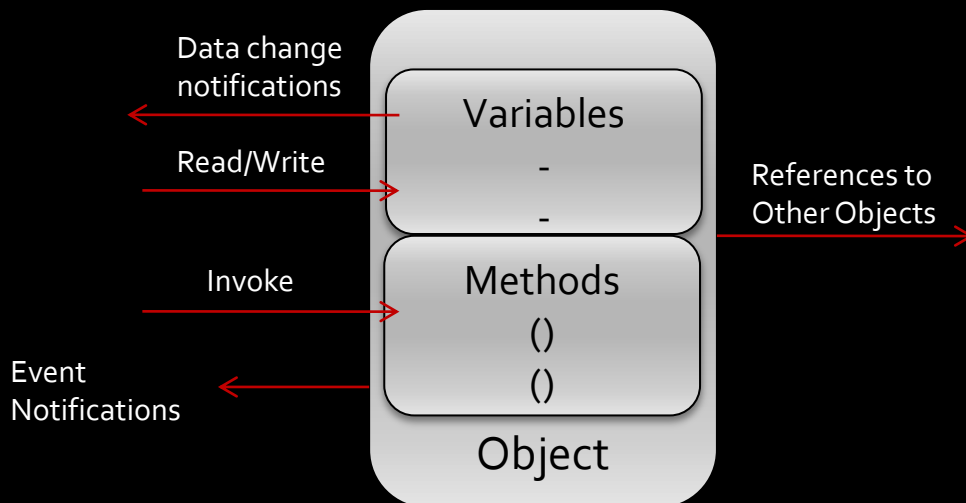 Data change
notifications
Read/Write
Invoke
Event
Notifications
Variables
-
-
Methods
()
()
Object
References to
Other Objects